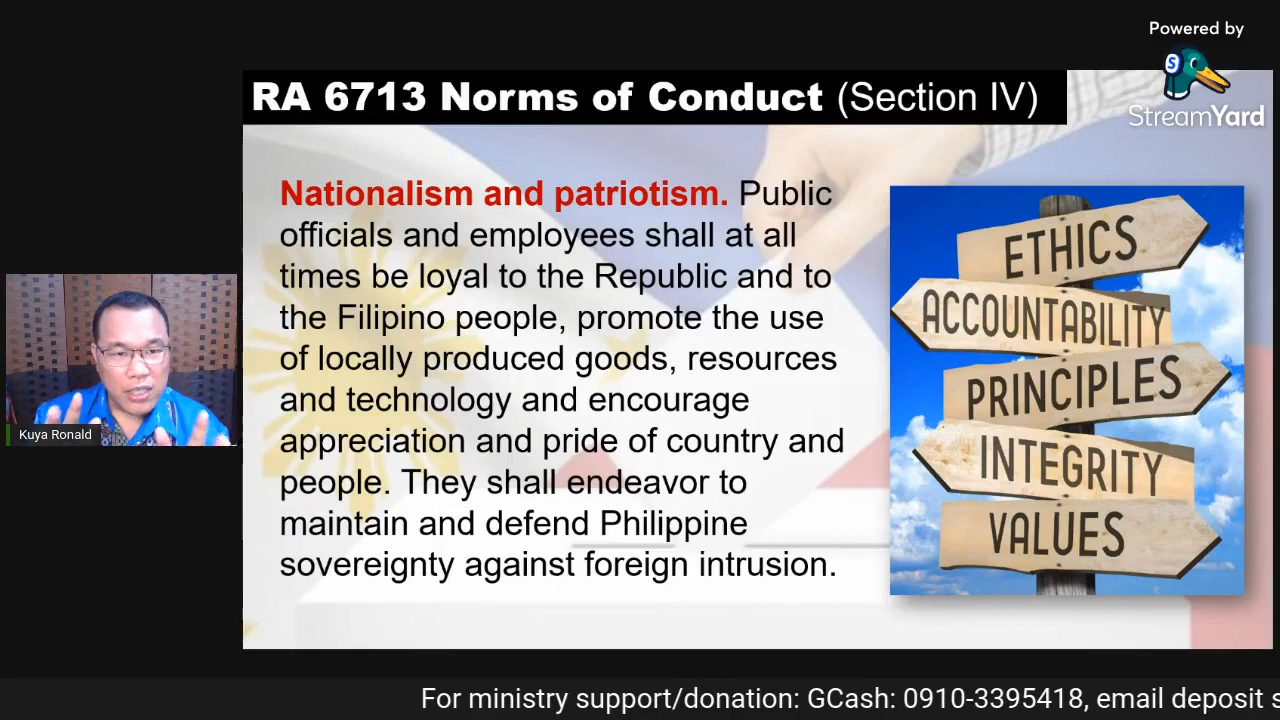 Powered by
StreamYard
RA 6713 Norms of Conduct (Section IV)
Nationalism and patriotism. Public
officials and employees shall at all
times be loyal to the Republic and to
the Filipino people, promote the use
of locally produced goods, resources
and technology and encourage
appreciation and pride of country and
people. They shall endeavor to
maintain and defend Philippine
sovereignty against foreign intrusion.
ETHICS
ACCOUNTABILITY
PRINCIPLES
INTEGRITY
VALUES
Kuya Ronald
For ministry support/donation: GCash: 0910-3395418, email deposit